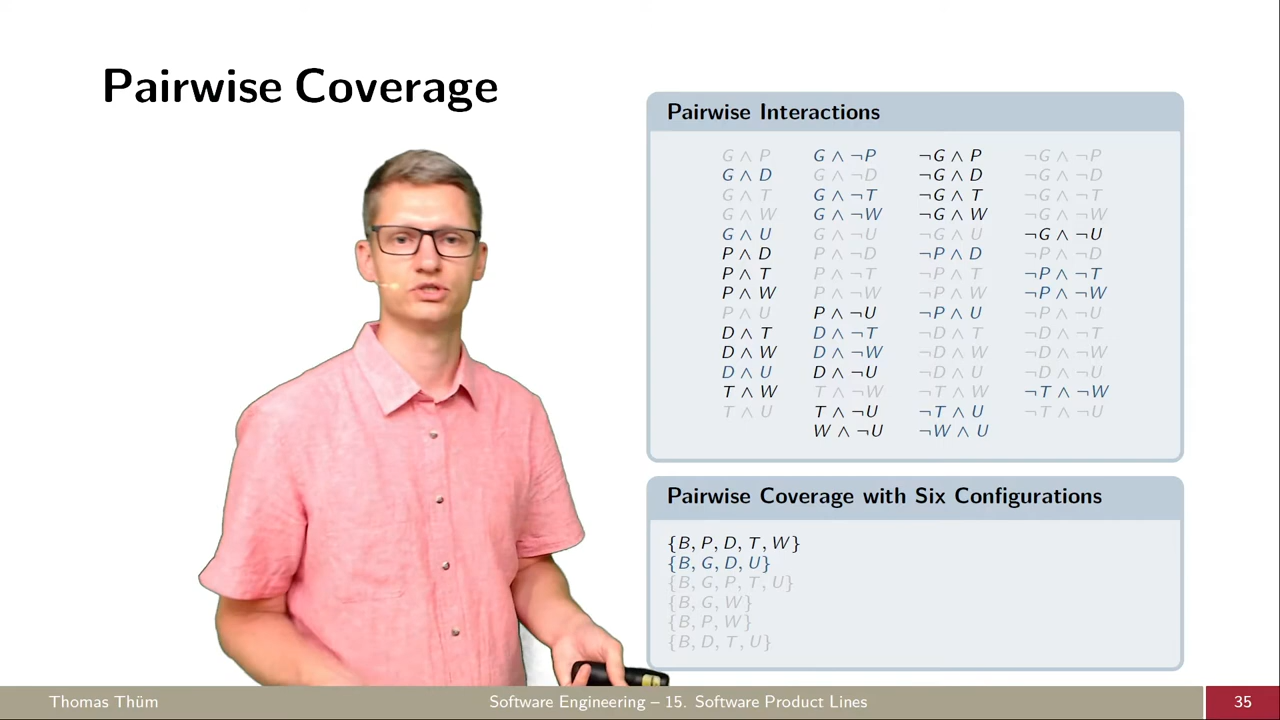 Pairwise Coverage
Pairwise Interactions
G ∧ P G ∧ ¬P ¬G ∧ P ¬G ∧ ¬P
G ∧ D G ∧ ¬D ¬G ∧ D ¬G ∧ ¬D
G ∧ T G ∧ ¬T ¬G ∧ T ¬G ∧ ¬T
G ∧ W G ∧ ¬W ¬G ∧ W ¬G ∧ ¬W
G ∧ U G ∧ ¬U ¬G ∧ U ¬G ∧ ¬U
P ∧ D P ∧ ¬D ¬P ∧ D ¬P ∧ ¬D
P ∧ T P ∧ ¬T ¬P ∧ T ¬P ∧ ¬T
P ∧ W P ∧ ¬W ¬P ∧ W ¬P ∧ ¬W
P ∧ U P ∧ ¬U ¬P ∧ U ¬P ∧ ¬U
D ∧ T D ∧ ¬T ¬D ∧ T ¬D ∧ ¬T
D ∧ W D ∧ ¬W ¬D ∧ W ¬D ∧ ¬W
D ∧ U D ∧ ¬U ¬D ∧ U ¬D ∧ ¬U
T ∧ W T ∧ ¬W ¬T ∧ W ¬T ∧ ¬W
T ∧ U T ∧ ¬U ¬T ∧ U ¬T ∧ ¬U
W ∧ ¬U ¬W ∧ U
Pairwise Coverage with Six Configurations
{B, P, D, T, W}
{B, G, D, U}
{B, G, P, T, U}
{B, G, W}
{B, P, W}
{B, D, T, U}
Thomas Thüm Software Engineering – 15. Software Product Lines 35